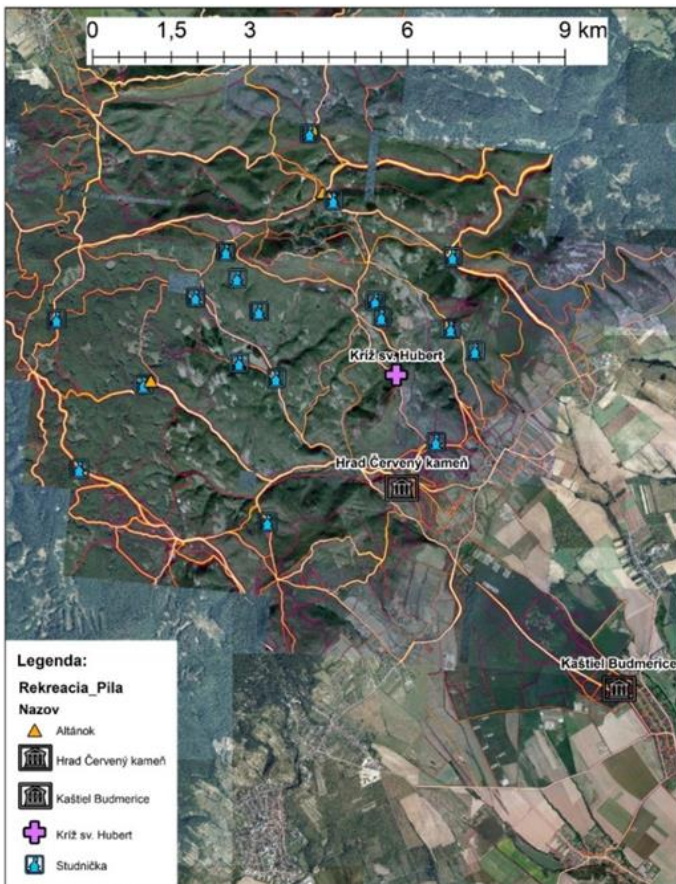 0 1,5 3 6 9 km
Kríž sv. Hubert
Hrad Červený kameň
Kaštiel Budmerice
Legenda:
Rekreacia_Pila
Nazov
Altánok
Hrad Červený kameň
Kaštiel Budmerice
Kríž sv. Hubert
Studnička